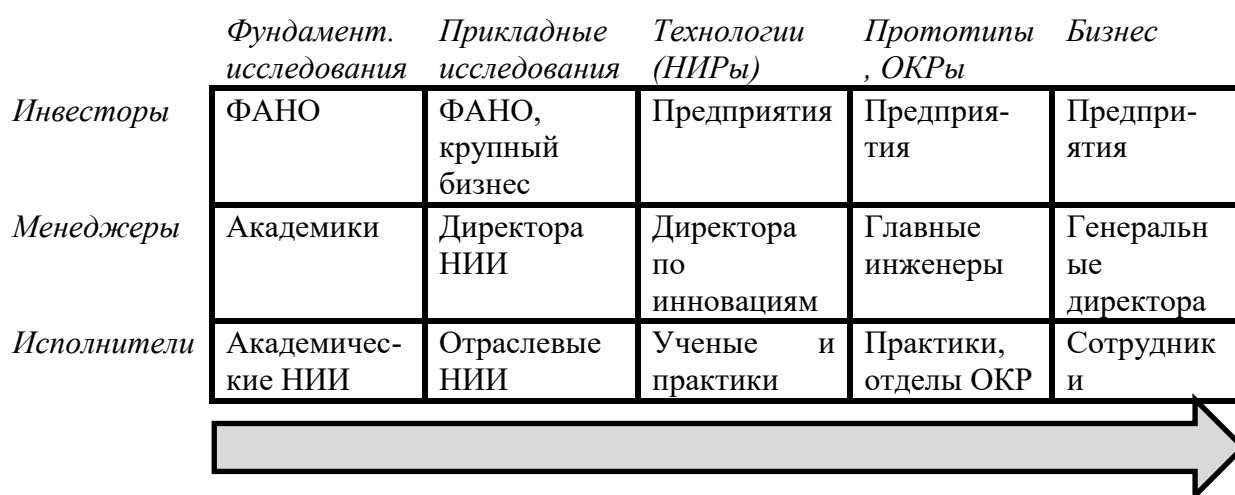 Фундамент. Прикладные Технологии Прототипы Бизнес
исследования исследования (НИРы) , ОКРы
Инвесторы ФАНО ФАНО, Предприятия Предприя- Предпри-
крупный тия ятия
бизнес
Менеджеры Академики Директора Директора Главные Генеральн
НИИ по инженеры ые
инновациям директора
Исполнители Академичес- Отраслевые Ученые и Практики, Сотрудник
кие НИИ НИИ практики отделы ОКР и